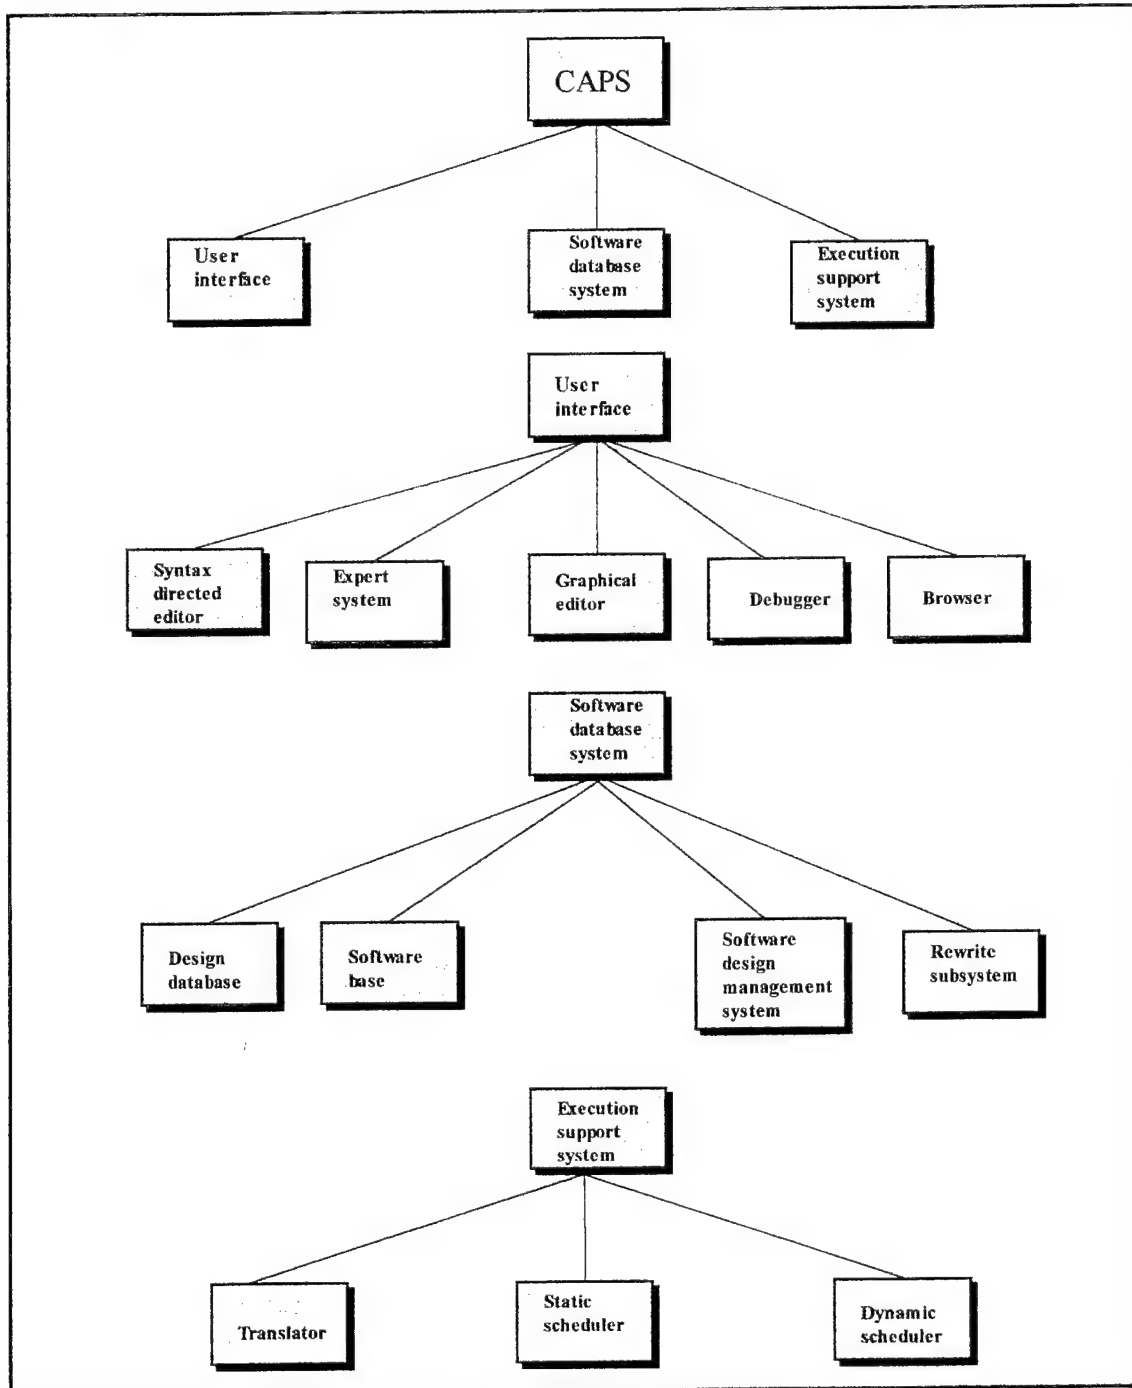 CAPS
User
interface
Software
database
system
Execution
support
system
User
interface
Syntax
directed
editor
Expert
system
Graphical
editor
Debugger
Browser
Software
database
system
Design
database
Software
base
Software
design
management
system
Rewrite
subsystem
Execution
support
system
Translator
Static
scheduler
Dynamic
scheduler